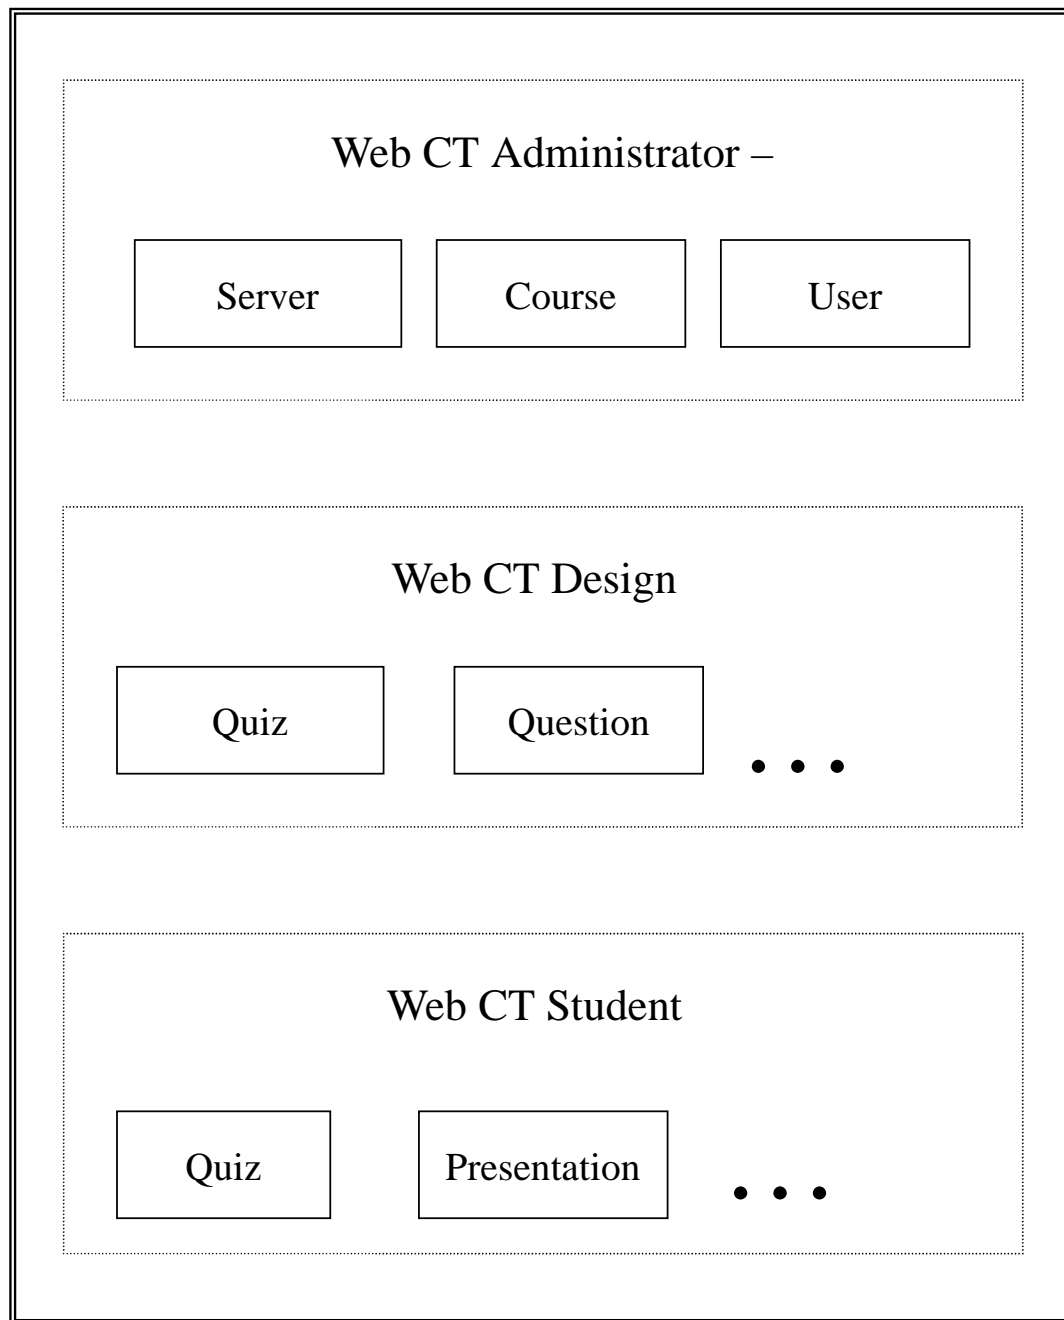 Web CT Administrator –
Server Course User
Web CT Design
Quiz Question • • •
Web CT Student
Quiz Presentation • • •